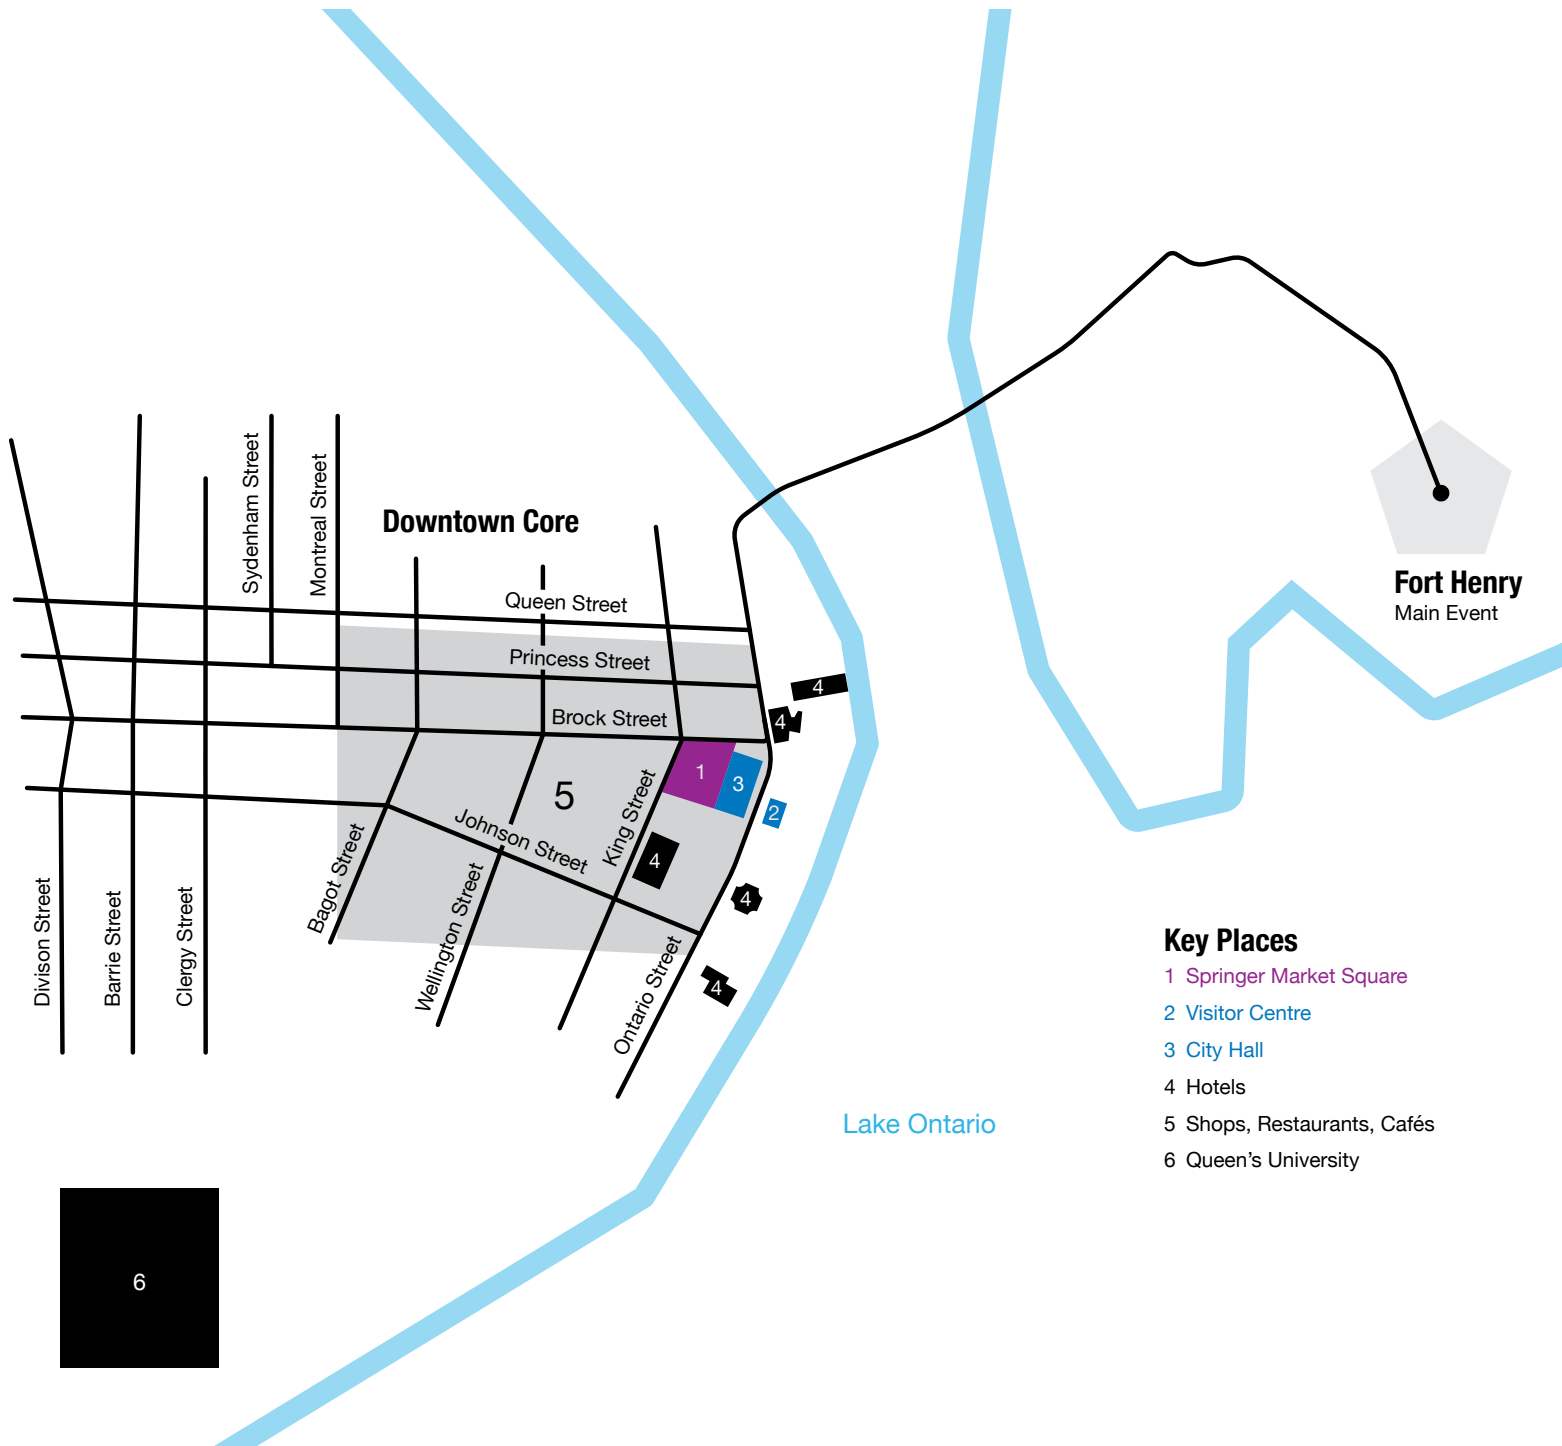 Sydenham Street
Montreal Street
Downtown Core
Queen Street
Princess Street
Brock Street
Fort Henry
Main Event
4
4
1
3
2
5
King Street
Johnson Street
4
4
4
Bagot Street
Wellington Street
Ontario Street
Divison Street
Barrie Street
Clergy Street
Lake Ontario
Key Places
1 Springer Market Square
2 Visitor Centre
3 City Hall
4 Hotels
5 Shops, Restaurants, Cafés
6 Queen’s University
6